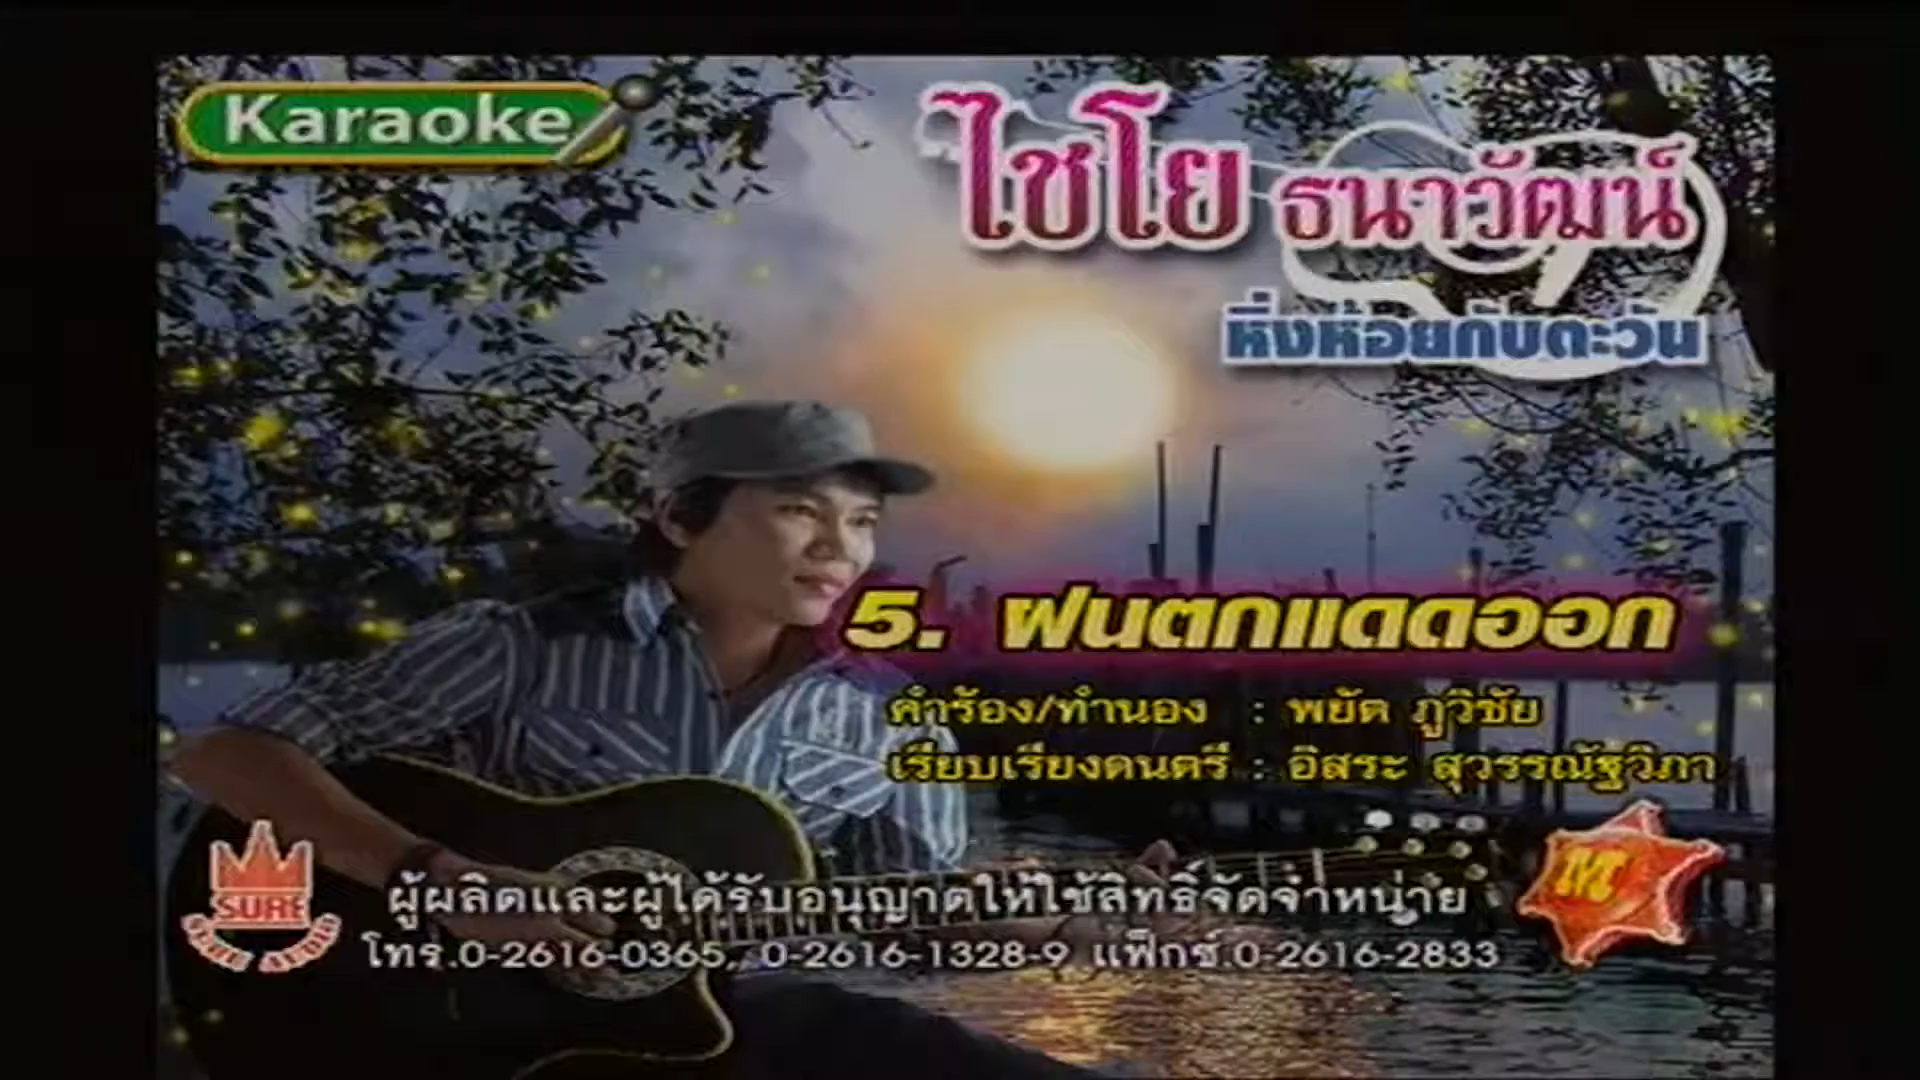 Karaoke
ไชโย ธนาวัฒน์
หิ่งห้อยกับตะวัน
5. ฝนตกแดดออก
คำร้อง/ทำนอง : พยัต ภูวิชัย
เรียบเรียงดนตรี : อิสระ สุวรรณัฐวิภา
ผู้ผลิตและผู้ได้รับอนุญาตให้ใช้สิทธิ์จัดจำหน่าย
โทร.0-2616-0365, 0-2616-1328-9 แฟ็กซ์.0-2616-2833
SURE
SURE AUDIO
M